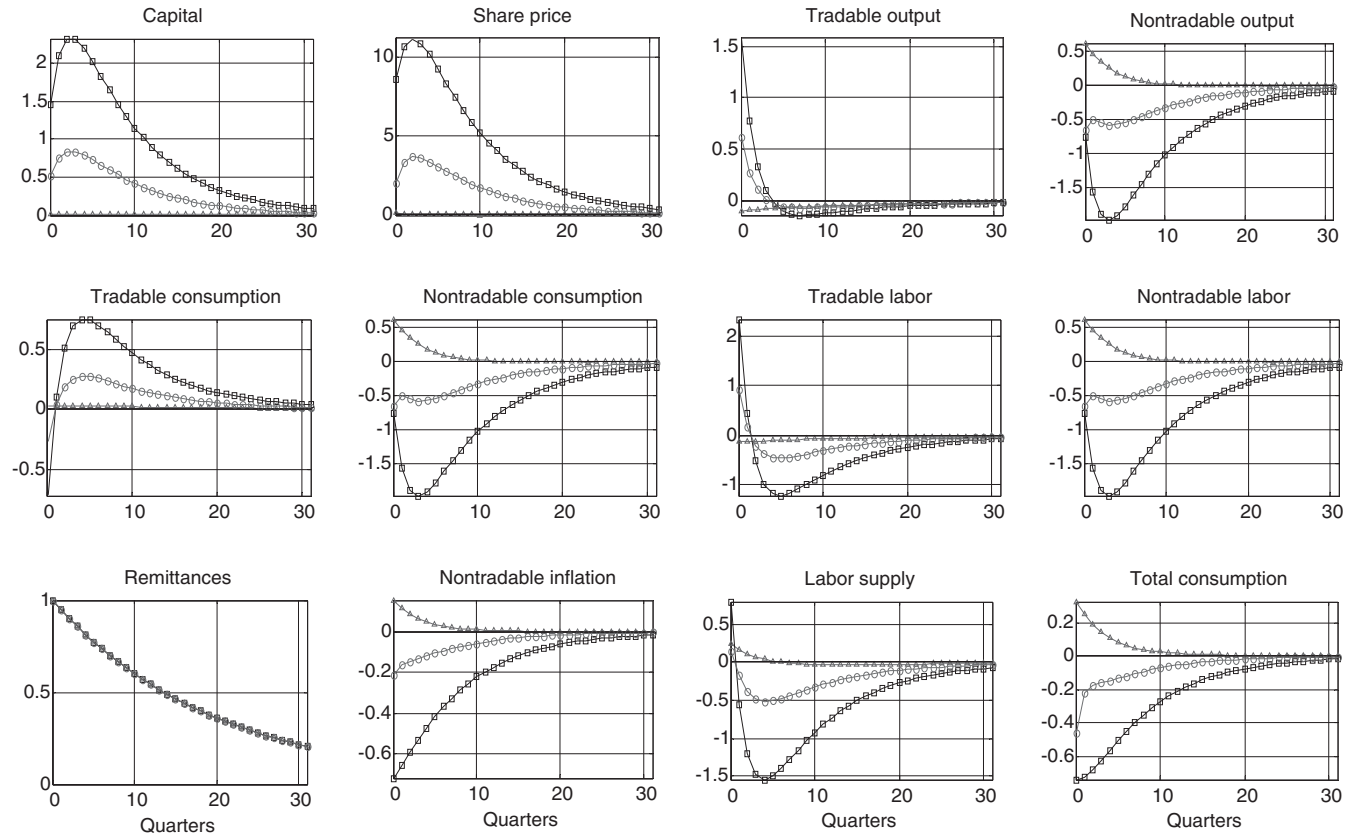 Capital
Share price
Tradable output
Nontradable output
2
1.5
1
0.5
0
0 10 20 30
10
5
0
0 10 20 30
1.5
1
0.5
0
0 10 20 30
0.5
0
-0.5
-1
-1.5
0 10 20 30
Tradable consumption
Nontradable consumption
Tradable labor
Nontradable labor
0.5
0
-0.5
0 10 20 30
0.5
0
-0.5
-1
-1.5
0 10 20 30
2
1
0
-1
0 10 20 30
0.5
0
-0.5
-1
-1.5
0 10 20 30
Remittances
Nontradable inflation
Labor supply
Total consumption
1
0.5
0
0 10 20 30
Quarters
0
-0.2
-0.4
-0.6
0 10 20 30
Quarters
0.5
0
-0.5
-1
-1.5
0 10 20 30
Quarters
0.2
0
-0.2
-0.4
-0.6
0 10 20 30
Quarters